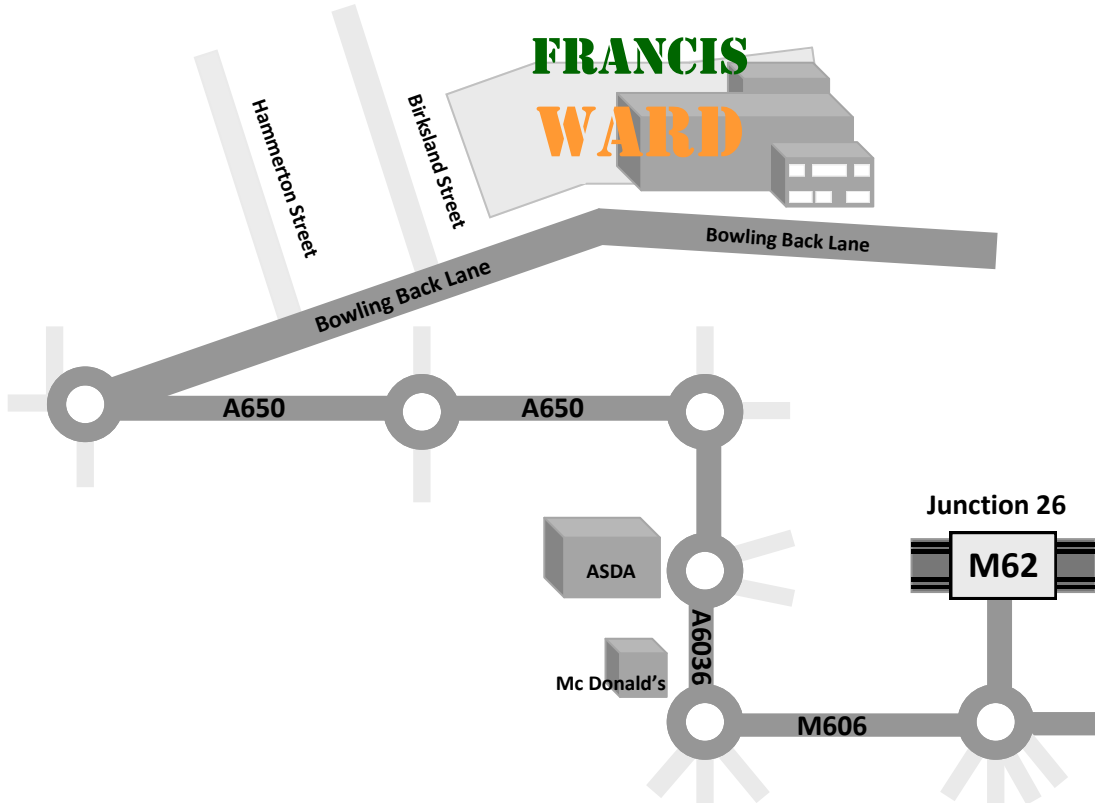 FRANCIS
WARD
Hammerton Street
Birksland Street
Bowling Back Lane
Bowling Back Lane
A650
A650
Junction 26
M62
ASDA
A6036
Mc Donald's
M606